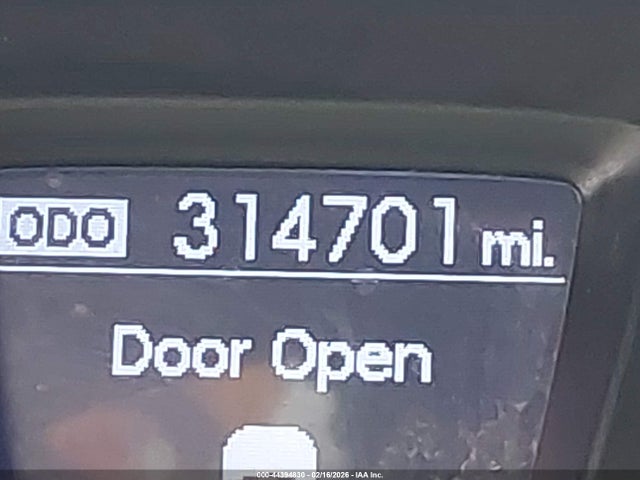 ODO 314701 mi.
Door Open
000-44394830 - 02/16/2026 - IAA Inc.